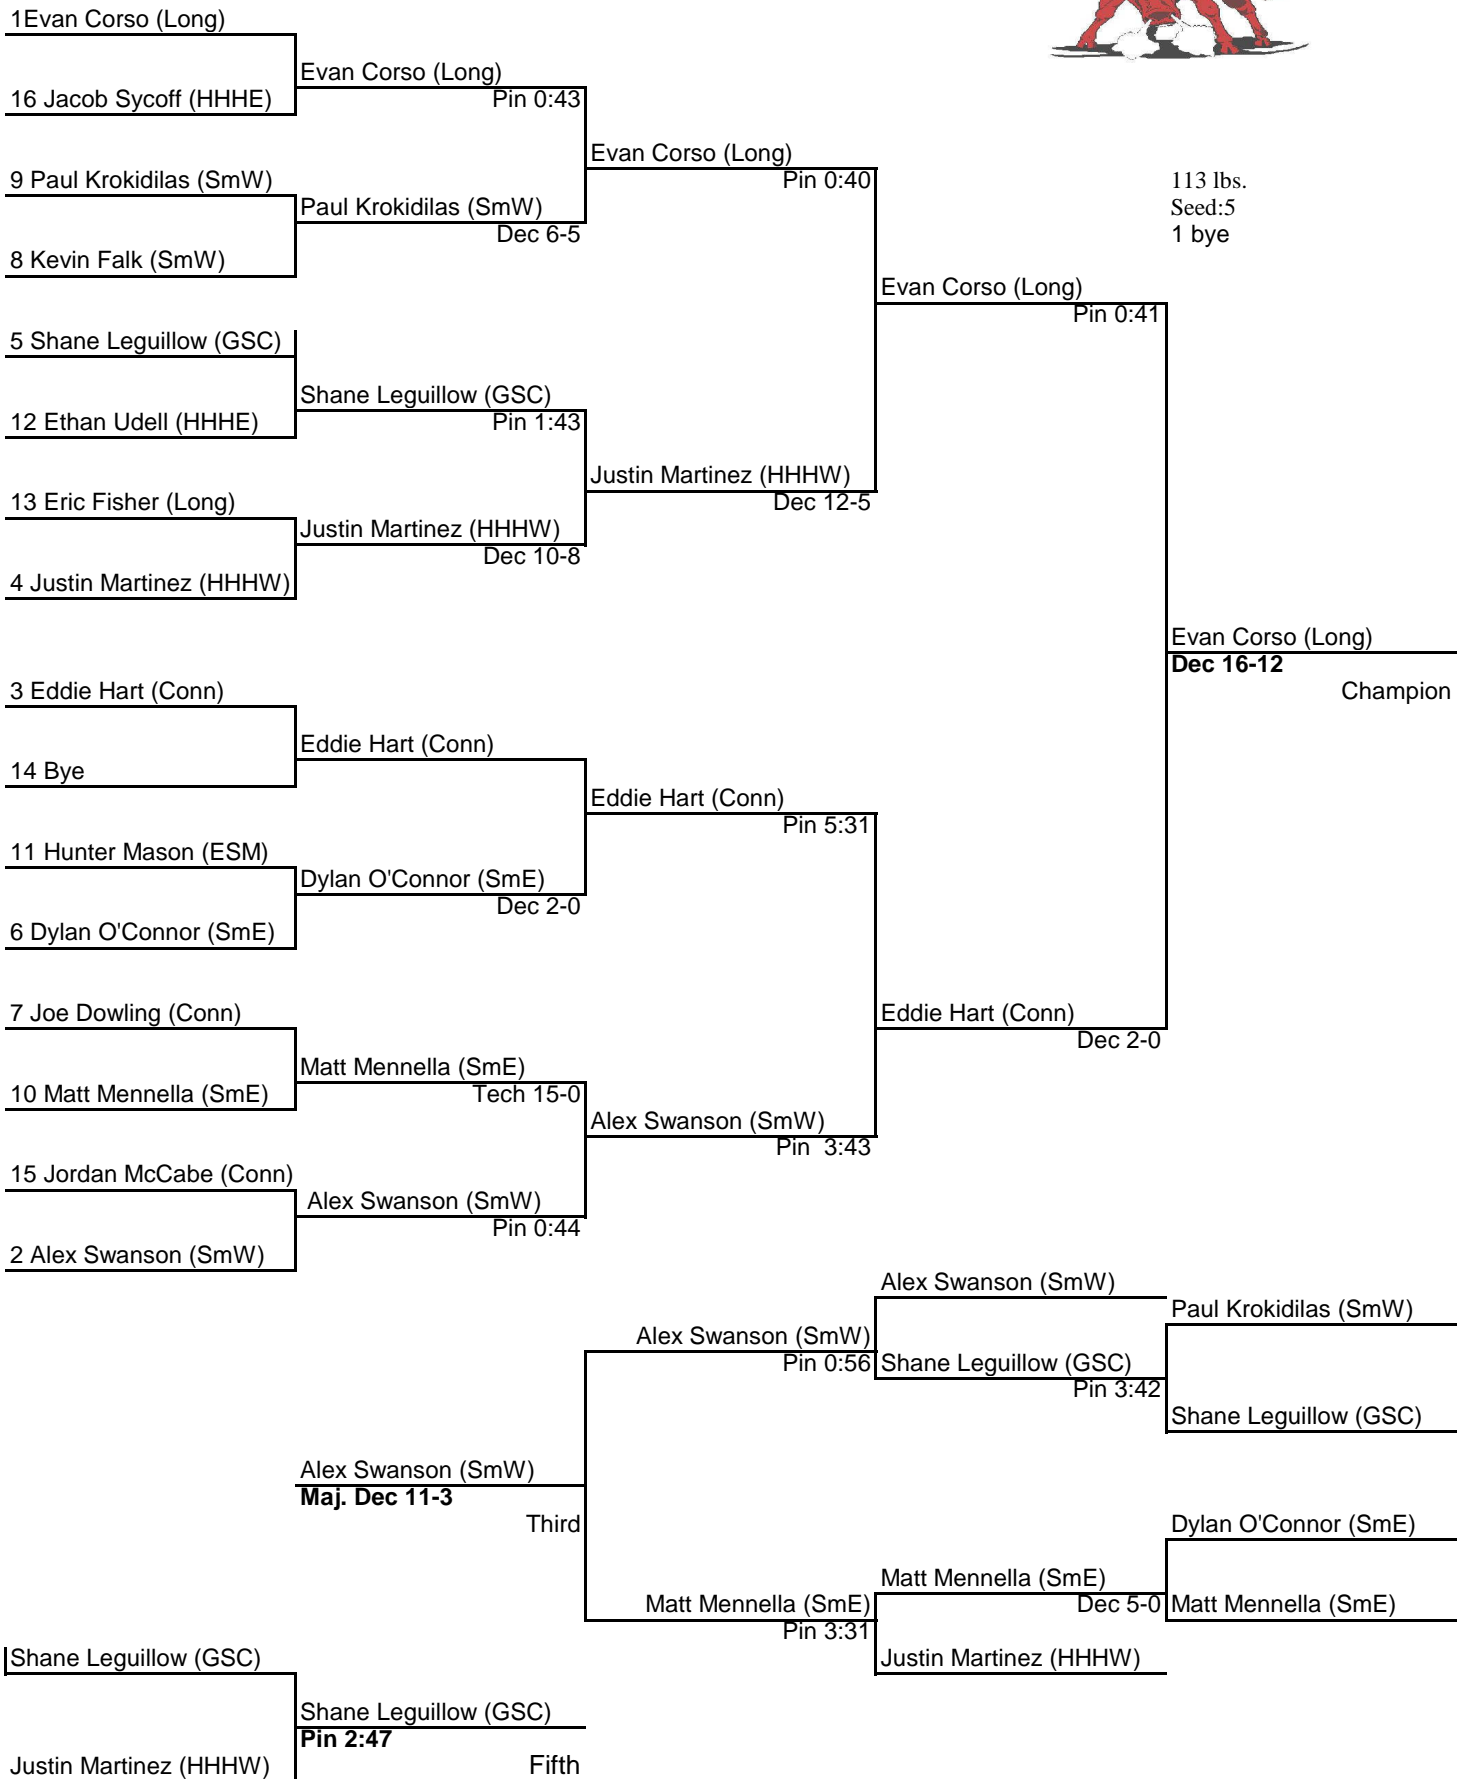 1Evan Corso (Long)
Evan Corso (Long)
16 Jacob Sycoff (HHHE)
Pin 0:43
Evan Corso (Long)
9 Paul Krokidilas (SmW)
Pin 0:40
113 lbs.
Paul Krokidilas (SmW)
Seed:5
Dec 6-5
1 bye
8 Kevin Falk (SmW)
Evan Corso (Long)
Pin 0:41
5 Shane Leguillow (GSC)
Shane Leguillow (GSC)
12 Ethan Udell (HHHE)
Pin 1:43
Justin Martinez (HHHW)
13 Eric Fisher (Long)
Dec 12-5
Justin Martinez (HHHW)
Dec 10-8
4 Justin Martinez (HHHW)
Evan Corso (Long)
Dec 16-12
3 Eddie Hart (Conn)
Champion
Eddie Hart (Conn)
14 Bye
Eddie Hart (Conn)
Pin 5:31
11 Hunter Mason (ESM)
Dylan O'Connor (SmE)
Dec 2-0
6 Dylan O'Connor (SmE)
7 Joe Dowling (Conn)
Eddie Hart (Conn)
Dec 2-0
Matt Mennella (SmE)
10 Matt Mennella (SmE)
Tech 15-0
Alex Swanson (SmW)
Pin  3:43
15 Jordan McCabe (Conn)
Alex Swanson (SmW)
Pin 0:44
2 Alex Swanson (SmW)
Alex Swanson (SmW)
Paul Krokidilas (SmW)
Alex Swanson (SmW)
Pin 0:56
Shane Leguillow (GSC)
Pin 3:42
Shane Leguillow (GSC)
Alex Swanson (SmW)
Maj. Dec 11-3
Third
Dylan O'Connor (SmE)
Matt Mennella (SmE)
Matt Mennella (SmE)
Dec 5-0
Matt Mennella (SmE)
Pin 3:31
Shane Leguillow (GSC)
Justin Martinez (HHHW)
Shane Leguillow (GSC)
Pin 2:47
Justin Martinez (HHHW)
Fifth